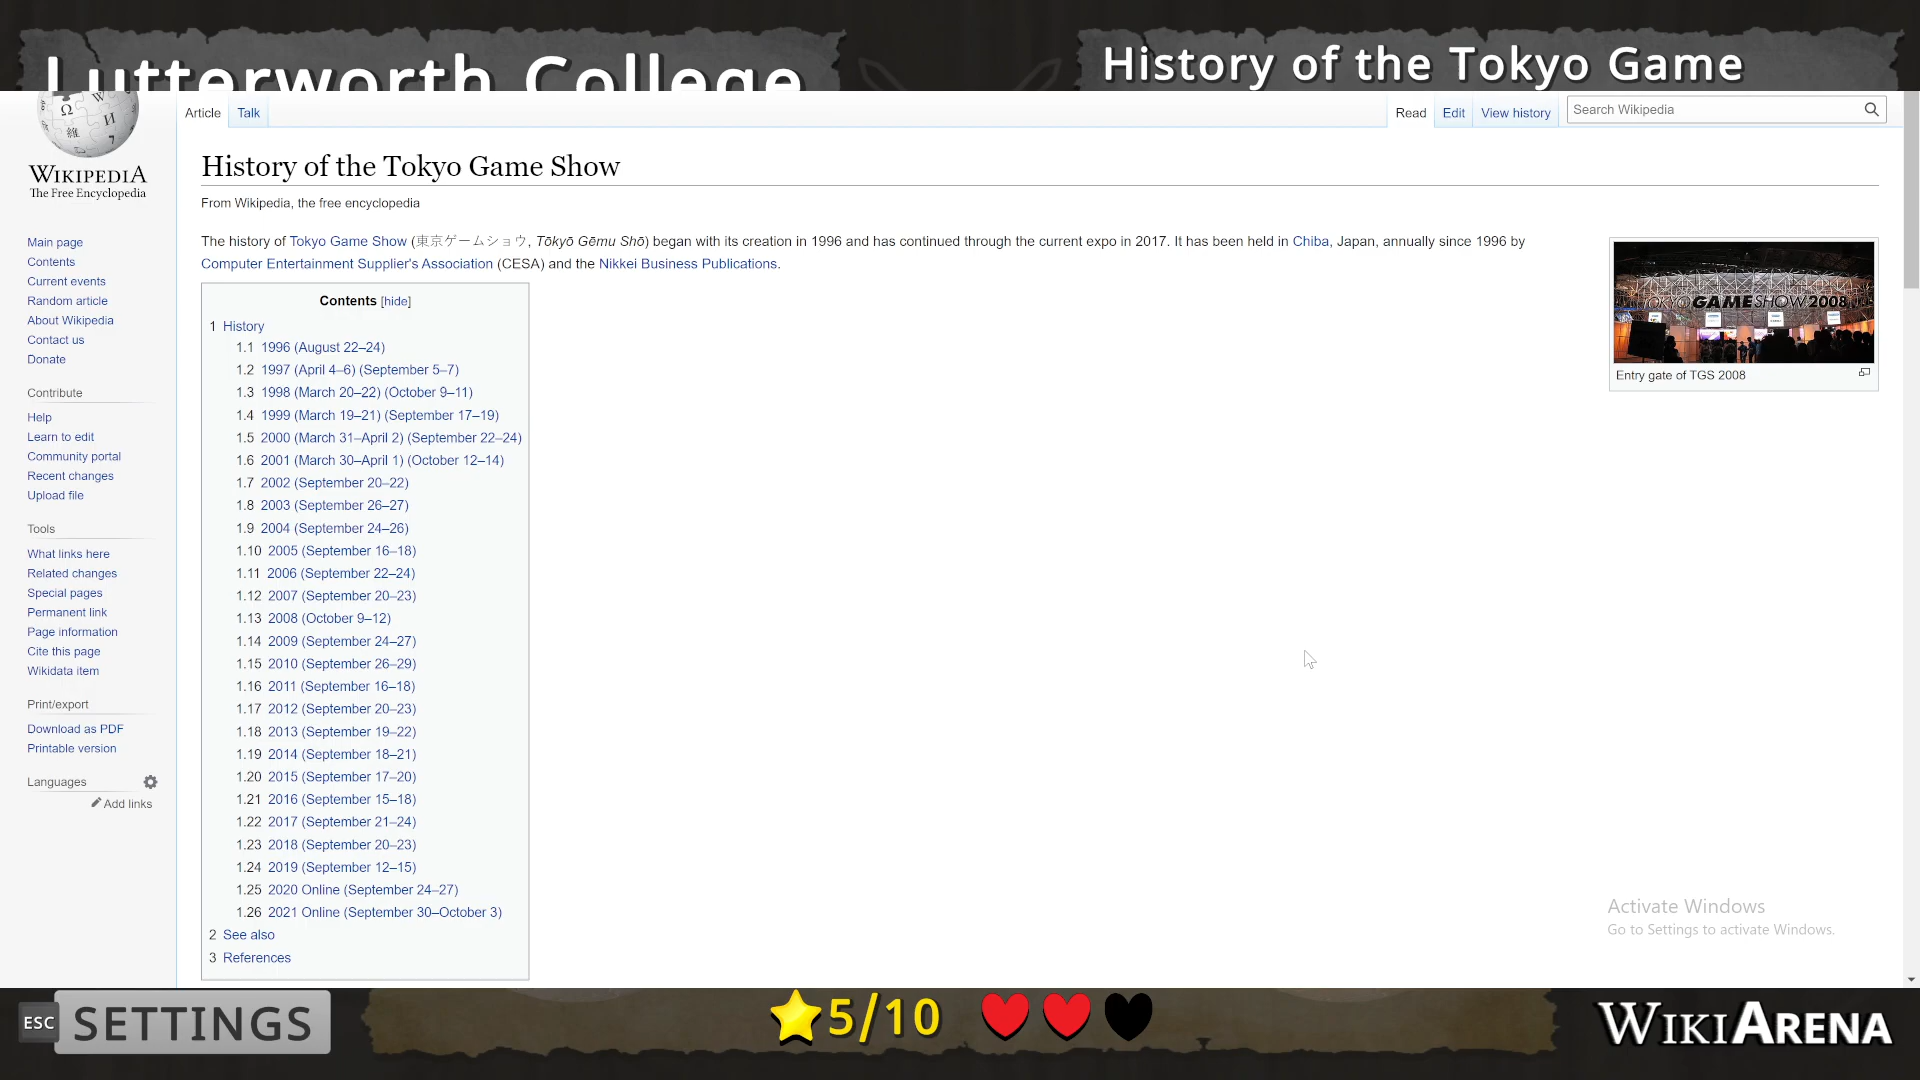 Lutterworth College
History of the Tokyo Game
Article
Talk
Read
Edit
View history
Search Wikipedia
WIKIPEDIA
The Free Encyclopedia
Main page
Contents
Current events
Random article
About Wikipedia
Contact us
Donate
Contribute
Help
Learn to edit
Community portal
Recent changes
Upload file
Tools
What links here
Related changes
Special pages
Permanent link
Page information
Cite this page
Wikidata item
Print/export
Download as PDF
Printable version
Languages
Add links
History of the Tokyo Game Show
From Wikipedia, the free encyclopedia
The history of Tokyo Game Show (東京ゲームショウ, Tōkyō Gēmu Shō) began with its creation in 1996 and has continued through the current expo in 2017. It has been held in Chiba, Japan, annually since 1996 by
Computer Entertainment Supplier's Association (CESA) and the Nikkei Business Publications.
TOKYO GAME SHOW 2008
Entry gate of TGS 2008
Contents [hide]
1 History
1.1 1996 (August 22–24)
1.2 1997 (April 4–6) (September 5–7)
1.3 1998 (March 20–22) (October 9–11)
1.4 1999 (March 19–21) (September 17–19)
1.5 2000 (March 31–April 2) (September 22–24)
1.6 2001 (March 30–April 1) (October 12–14)
1.7 2002 (September 20–22)
1.8 2003 (September 26–27)
1.9 2004 (September 24–26)
1.10 2005 (September 16–18)
1.11 2006 (September 22–24)
1.12 2007 (September 20–23)
1.13 2008 (October 9–12)
1.14 2009 (September 24–27)
1.15 2010 (September 26–29)
1.16 2011 (September 16–18)
1.17 2012 (September 20–23)
1.18 2013 (September 19–22)
1.19 2014 (September 18–21)
1.20 2015 (September 17–20)
1.21 2016 (September 15–18)
1.22 2017 (September 21–24)
1.23 2018 (September 20–23)
1.24 2019 (September 12–15)
1.25 2020 Online (September 24–27)
1.26 2021 Online (September 30–October 3)
2 See also
3 References
Activate Windows
Go to Settings to activate Windows.
ESC SETTINGS
5/10
WIKIARENA